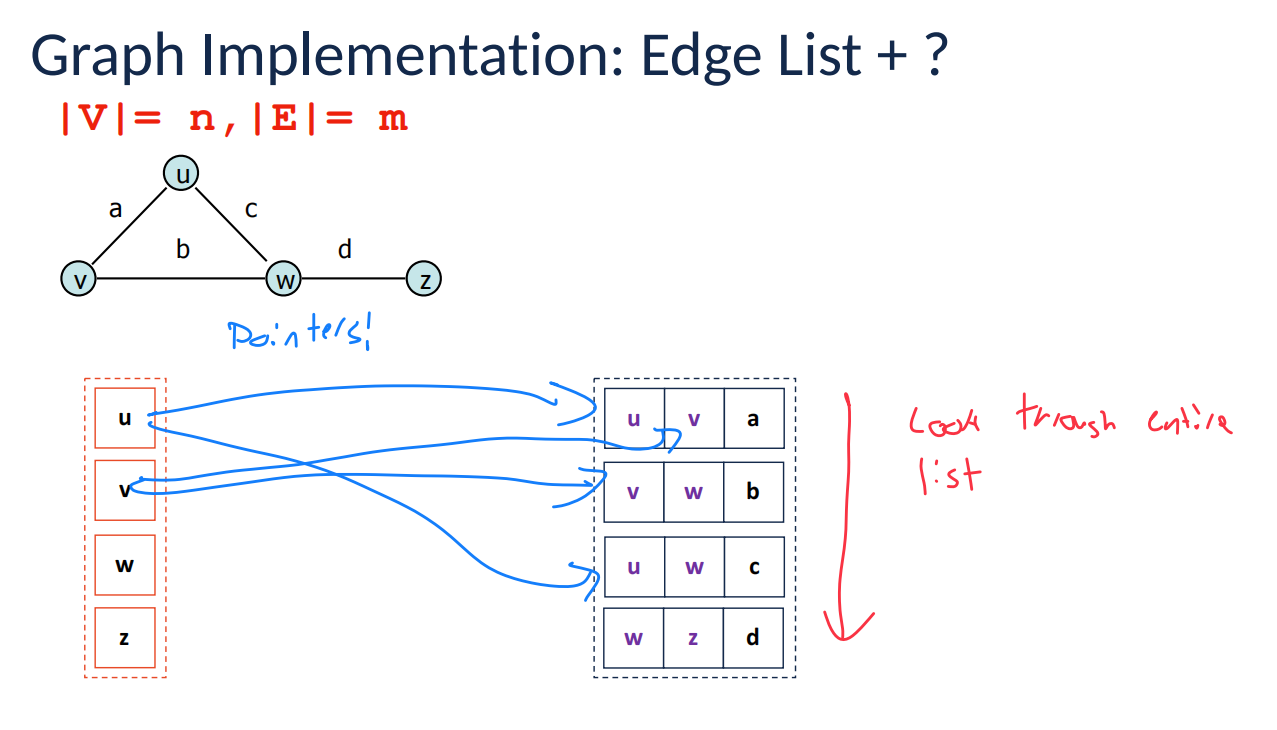 Graph Implementation: Edge List + ?
|V|= n,|E|= m
u
a c
b d
v w z
Pointers!
u u v a
v v w b
w u w c
z w z d
Look through entire
list